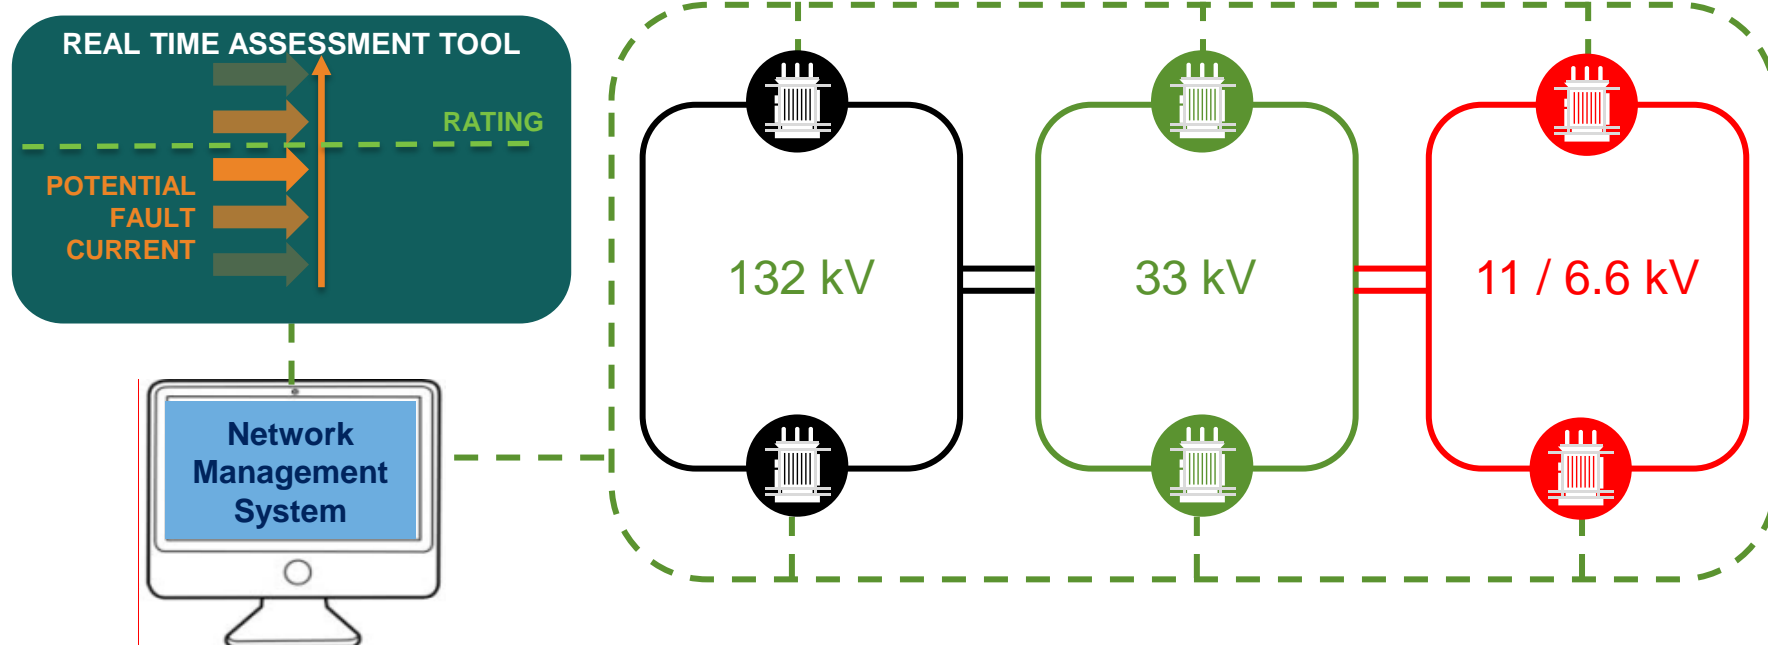 REAL TIME ASSESSMENT TOOL
RATING
POTENTIAL
FAULT
CURRENT
Network
Management
System
132 kV
33 kV
11 / 6.6 kV